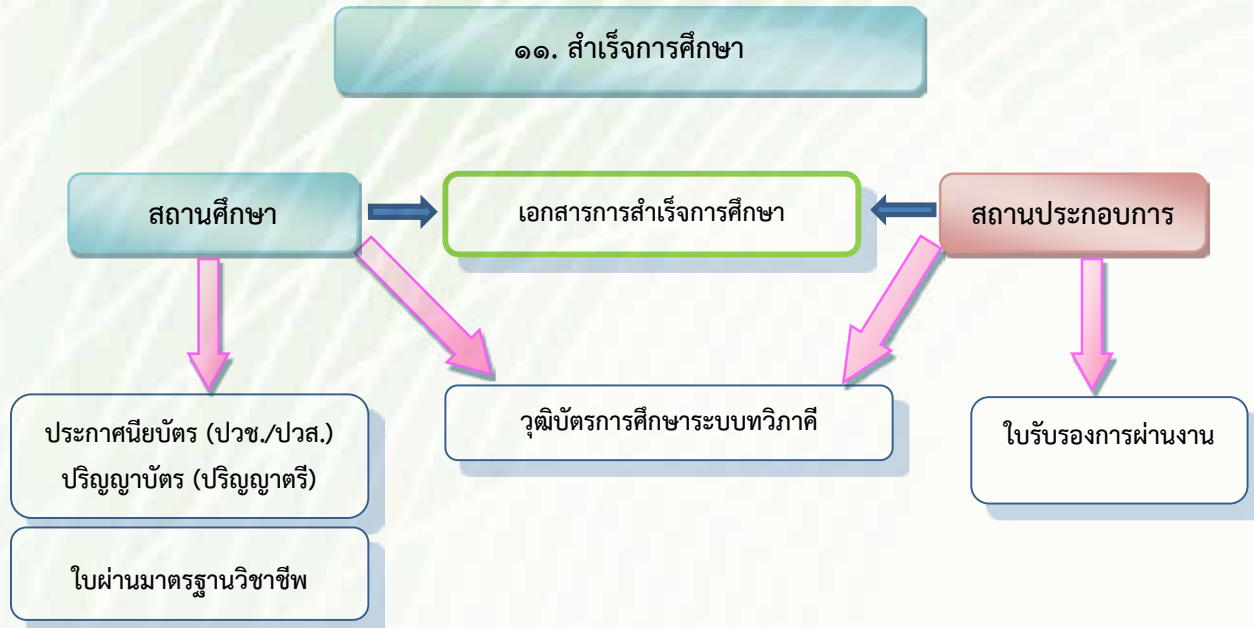 ๑๑. สำเร็จการศึกษา
สถานศึกษา
เอกสารการสำเร็จการศึกษา
สถานประกอบการ
ประกาศนียบัตร (ปวช./ปวส.)
ปริญญาบัตร (ปริญญาตรี)
วุฒิบัตรการศึกษาระบบทวิภาคี
ใบรับรองการผ่านงาน
ใบผ่านมาตรฐานวิชาชีพ